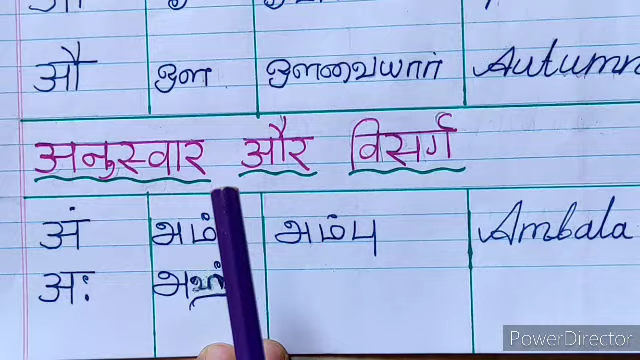 औ ஔ ஔவையார் Autumn
अनुस्वार और विसर्ग
अं அம் அம்பு Ambala
अः
PowerDirector